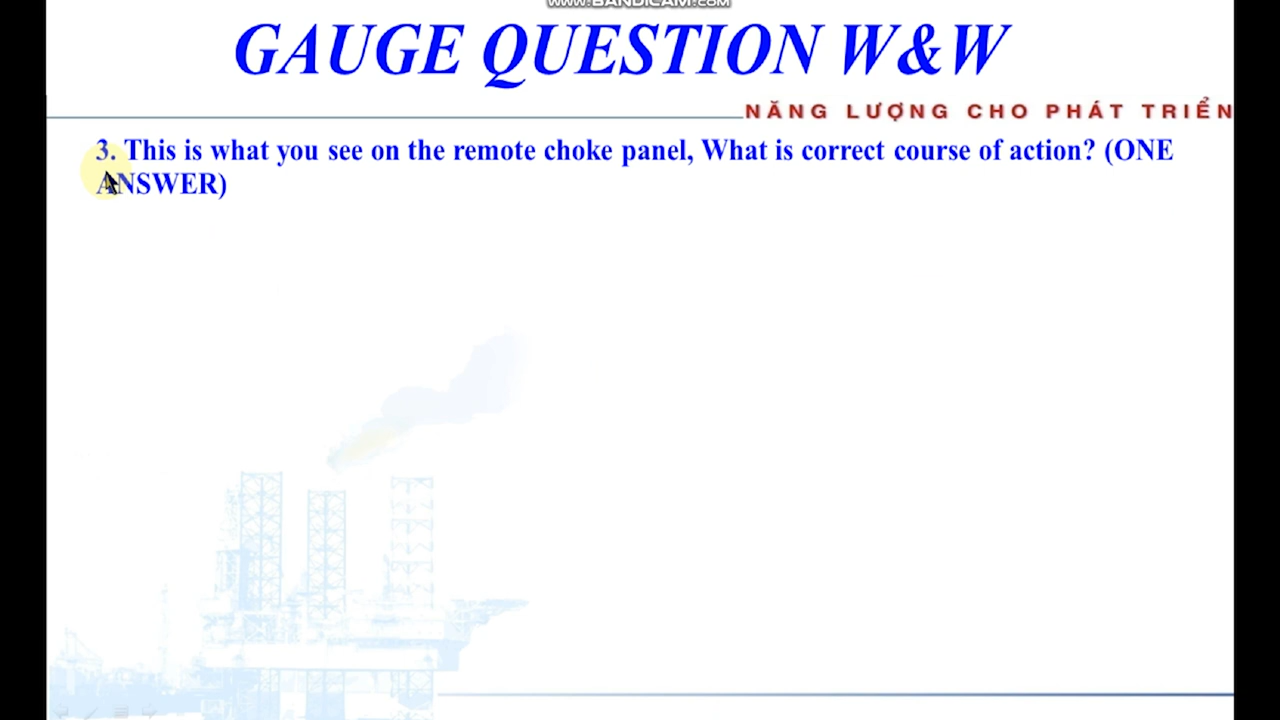 www.BANDICAM.com
GAUGE QUESTION W&W
NĂNG LƯỢNG CHO PHÁT TRIỂN
3. This is what you see on the remote choke panel, What is correct course of action? (ONE
ANSWER)